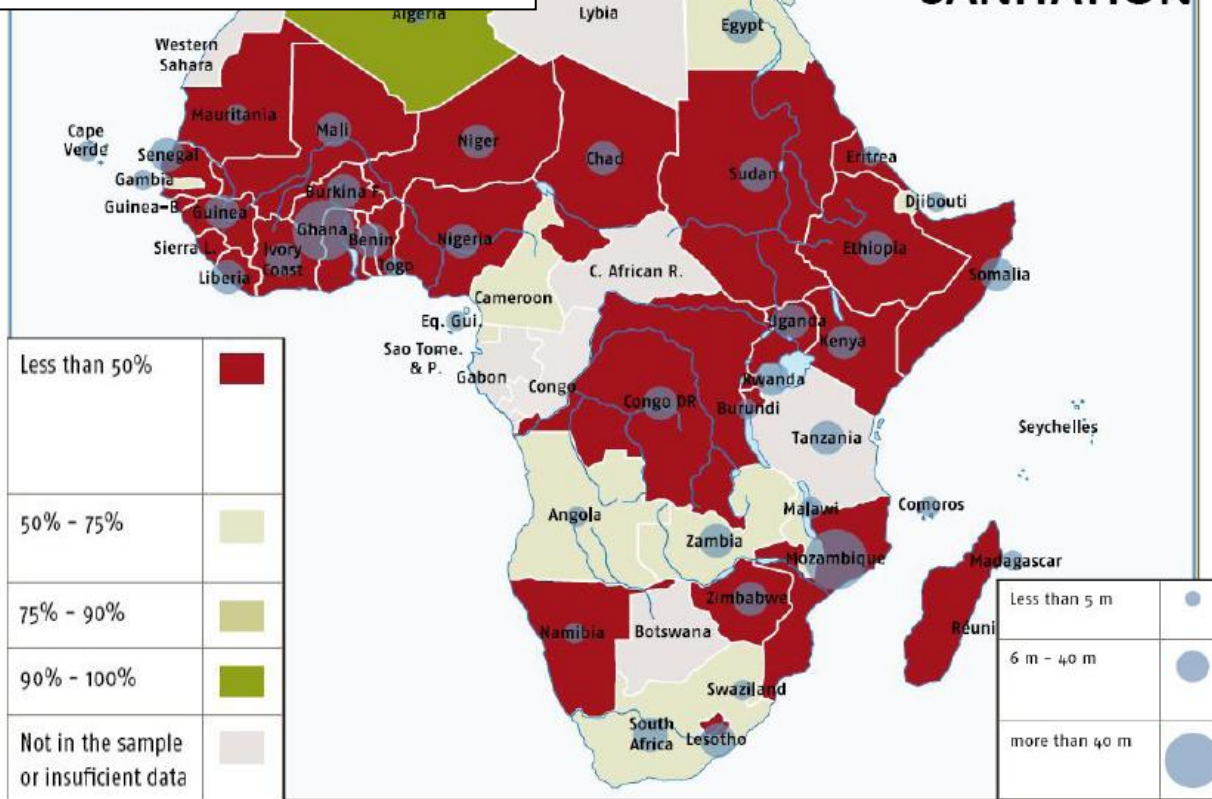 SANITATION
Algeria
Lybia
Egypt
Western
Sahara
Mauritania
Mali
Niger
Chad
Sudan
Eritrea
Cape
Verde
Senegal
Gambia
Guinea-B.
Guinea
Burkina F.
Djibouti
Sierra L.
Liberia
Ivory
Coast
Ghana
Benin
Togo
Nigeria
Ethiopla
Somalia
C. African R.
Cameroon
Eq. Gui.
Sao Tome.
& P.
Gabon
Congo
Uganda
Kenya
Rwanda
Congo DR
Burundi
Tanzania
Seychelles
Angola
Malawi
Comoros
Zambia
Mozambique
Madagascar
Zimbabwe
Namibia
Botswana
Reuni
Swaziland
South
Africa
Lesotho
Less than 50%
50% - 75%
75% - 90%
90% - 100%
Not in the sample
or insuficient data
Less than 5 m
6 m - 40 m
more than 40 m